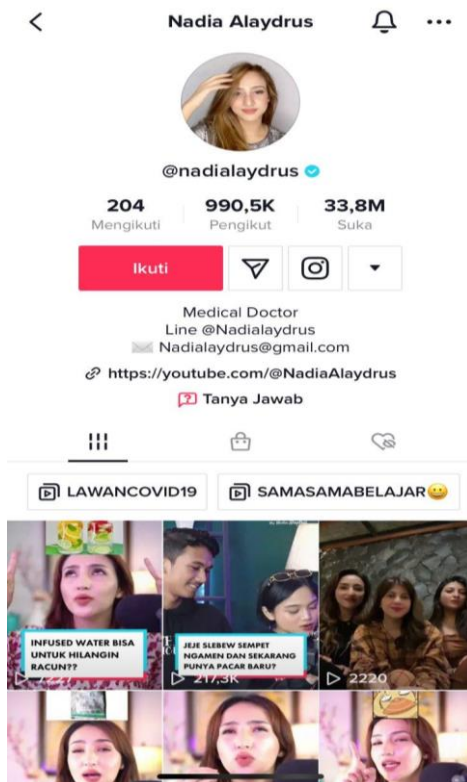 Nadia Alaydrus
@nadialaydrus
204 990,5K 33,8M
Mengikuti Pengikut Suka
Ikuti
Medical Doctor
Line @Nadialaydrus
Nadialaydrus@gmail.com
https://youtube.com/@NadiaAlaydrus
Tanya Jawab
LAWANCOVID19 SAMASAMABELAJAR😀
INFUSED WATER BISA
UNTUK HILANGIN
RACUN??
JEJE SLEBEW SEMPET
NGAMEN DAN SEKARANG
PUNYA PACAR BARU?
217,3K
2220